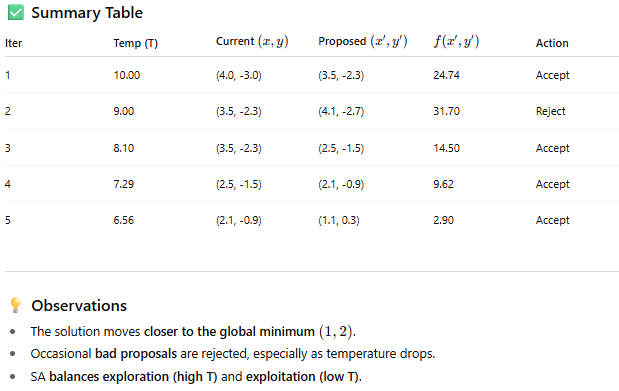 ✅ Summary Table
Iter Temp (T) Current (x, y) Proposed (x′, y′) f(x′, y′) Action
1 10.00 (4.0, -3.0) (3.5, -2.3) 24.74 Accept
2 9.00 (3.5, -2.3) (4.1, -2.7) 31.70 Reject
3 8.10 (3.5, -2.3) (2.5, -1.5) 14.50 Accept
4 7.29 (2.5, -1.5) (2.1, -0.9) 9.62 Accept
5 6.56 (2.1, -0.9) (1.1, 0.3) 2.90 Accept
💡 Observations
• The solution moves closer to the global minimum (1, 2).
• Occasional bad proposals are rejected, especially as temperature drops.
• SA balances exploration (high T) and exploitation (low T).